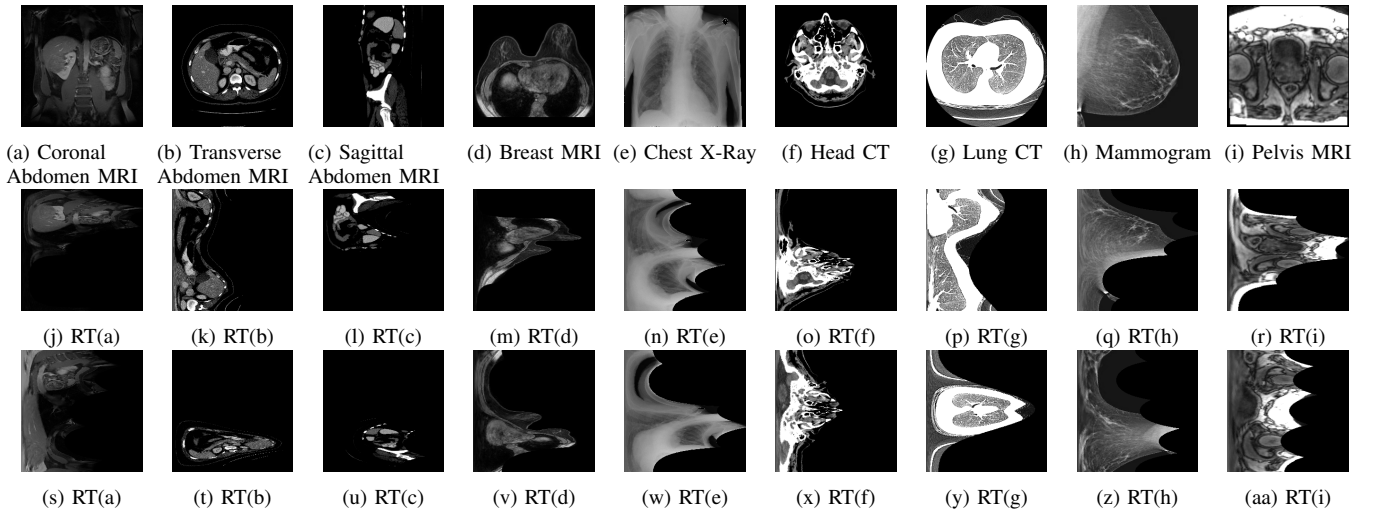 (a) Coronal Abdomen MRI
(b) Transverse Abdomen MRI
(c) Sagittal Abdomen MRI
(d) Breast MRI
(e) Chest X-Ray
(f) Head CT
(g) Lung CT
(h) Mammogram
(i) Pelvis MRI
(j) RT(a)
(k) RT(b)
(l) RT(c)
(m) RT(d)
(n) RT(e)
(o) RT(f)
(p) RT(g)
(q) RT(h)
(r) RT(i)
(s) RT(a)
(t) RT(b)
(u) RT(c)
(v) RT(d)
(w) RT(e)
(x) RT(f)
(y) RT(g)
(z) RT(h)
(aa) RT(i)